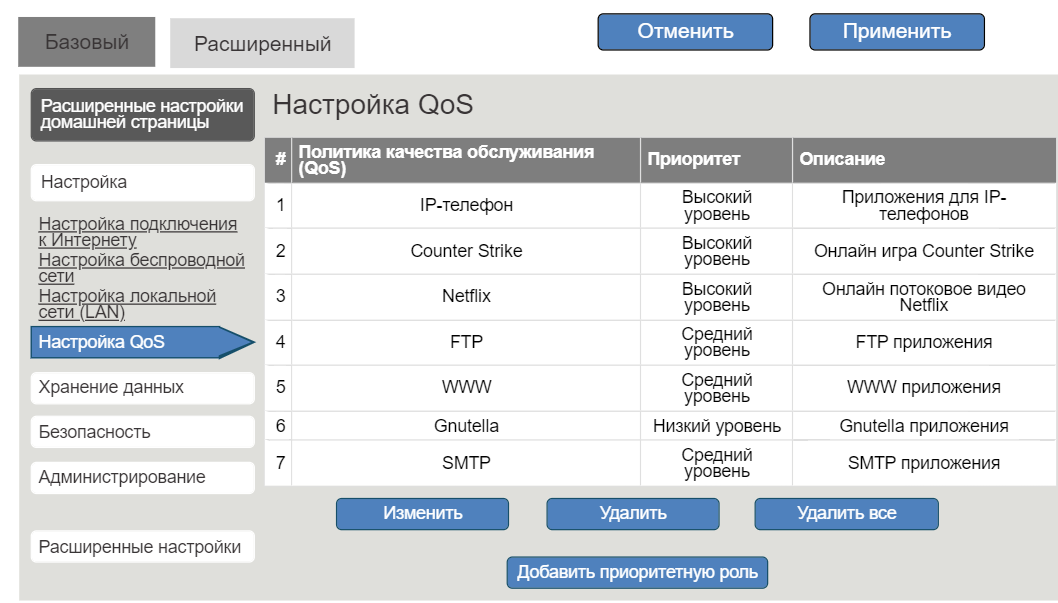 Базовый
Расширенный
Отменить
Применить
Расширенные настройки
домашней страницы
Настройка
Настройка подключения
к Интернету
Настройка беспроводной
сети
Настройка локальной
сети (LAN)
Настройка QoS
Хранение данных
Безопасность
Администрирование
Расширенные настройки
Настройка QoS
# Политика качества обслуживания
(QoS)
Приоритет
Описание
1 IP-телефон Высокий
уровень
Приложения для IP-
телефонов
2 Counter Strike Высокий
уровень
Онлайн игра Counter Strike
3 Netflix Высокий
уровень
Онлайн потоковое видео
Netflix
4 FTP Средний
уровень
FTP приложения
5 WWW Средний
уровень
WWW приложения
6 Gnutella Низкий уровень Gnutella приложения
7 SMTP Средний
уровень
SMTP приложения
Изменить
Удалить
Удалить все
Добавить приоритетную роль